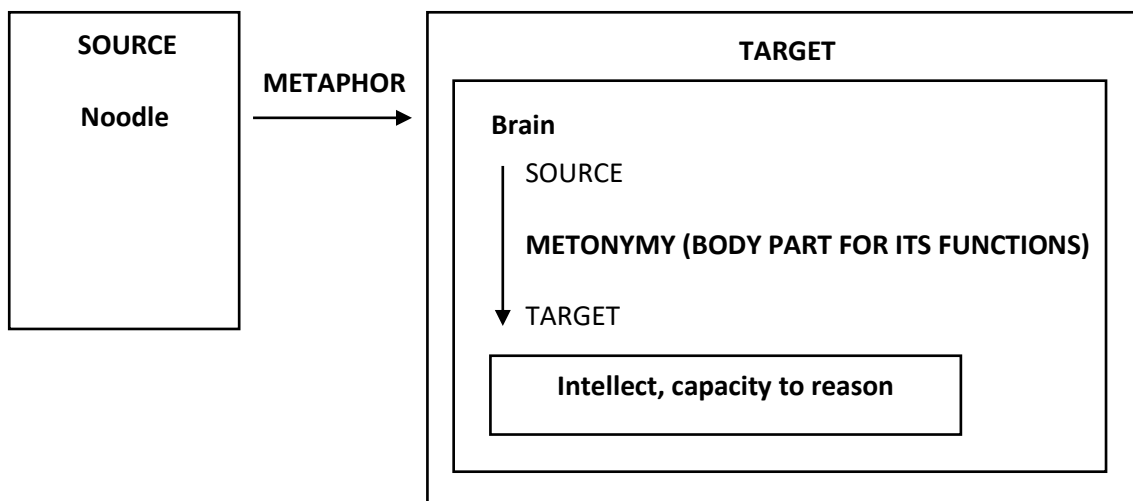 SOURCE
Noodle
METAPHOR
TARGET
Brain
SOURCE
METONYMY (BODY PART FOR ITS FUNCTIONS)
TARGET
Intellect, capacity to reason